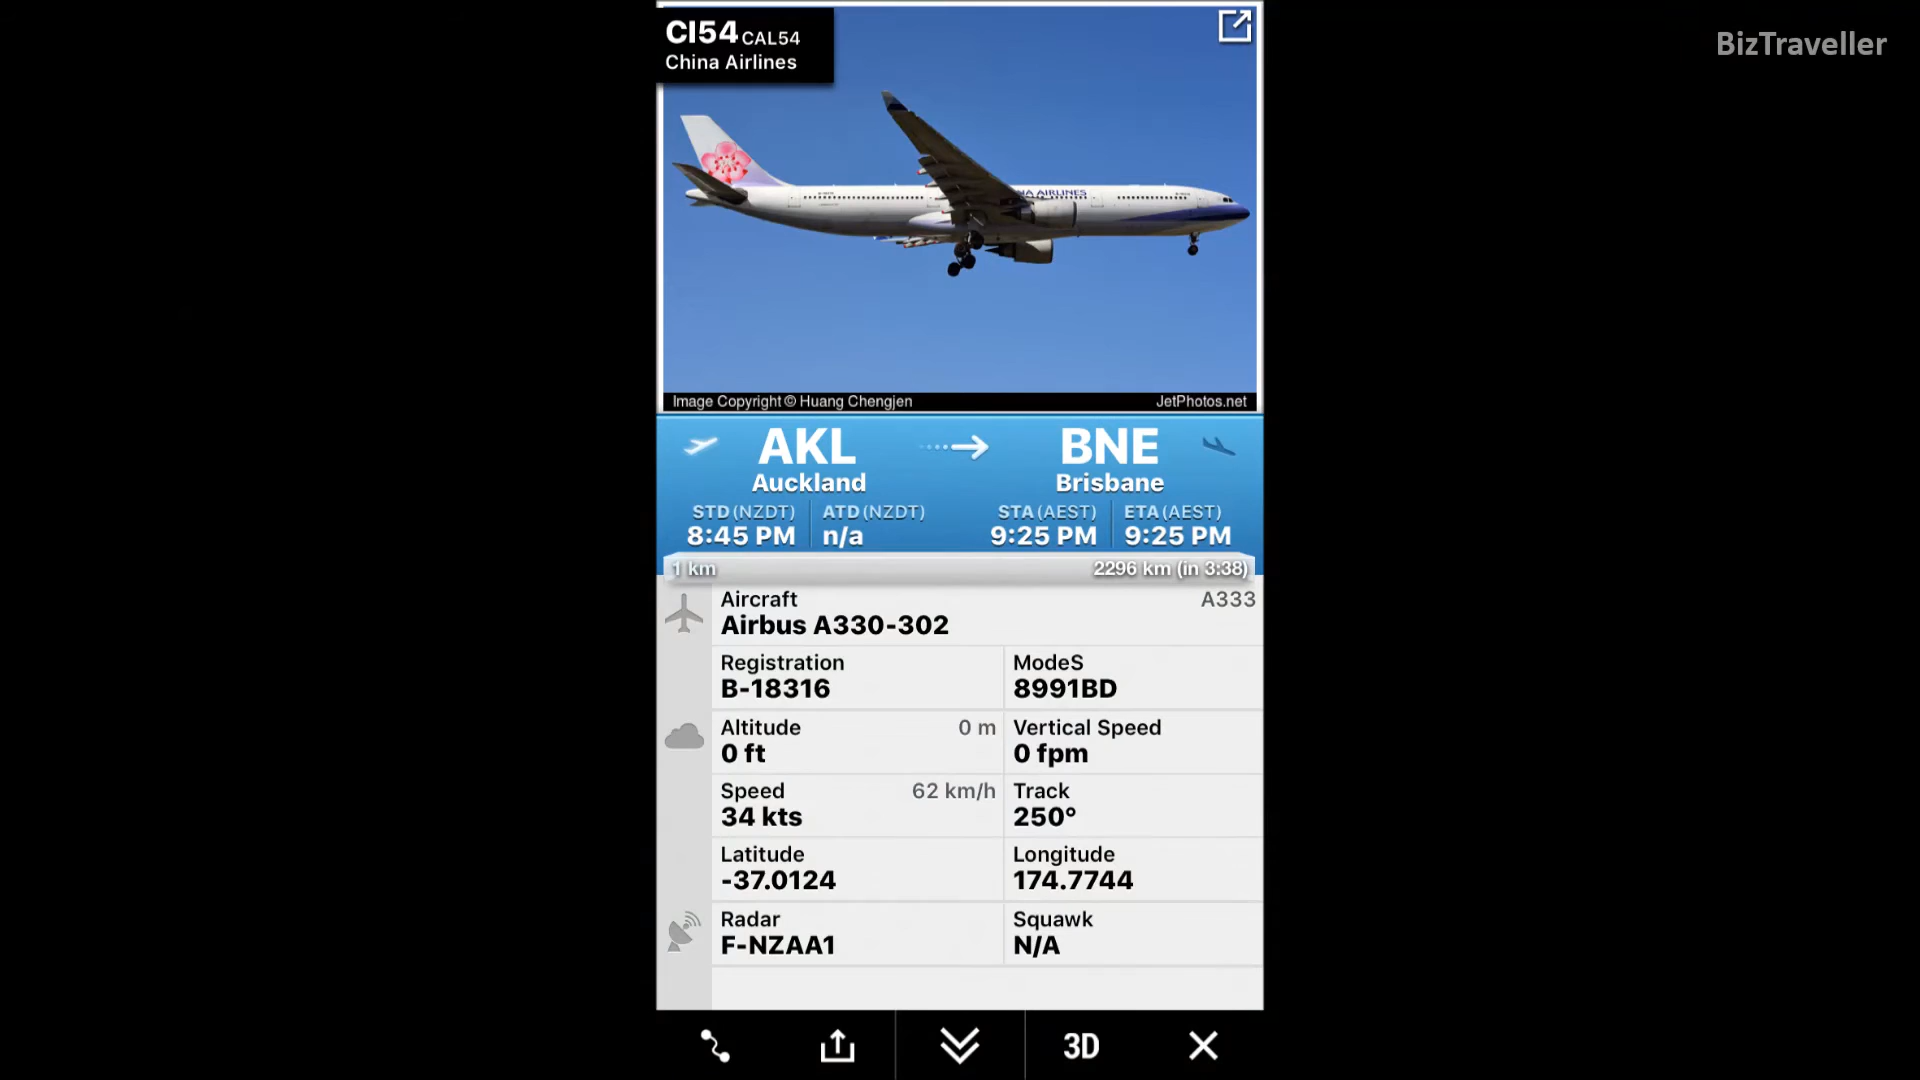 CI54 CAL54
China Airlines
BizTraveller
Image Copyright © Huang Chengjen
JetPhotos.net
AKL
BNE
Auckland
Brisbane
STD (NZDT)
ATD (NZDT)
STA (AEST)
ETA (AEST)
8:45 PM
n/a
9:25 PM
9:25 PM
1 km
2296 km (in 3:38)
Aircraft
A333
Airbus A330-302
Registration
B-18316
ModeS
8991BD
Altitude
0 m
0 ft
Vertical Speed
0 fpm
Speed
62 km/h
34 kts
Track
250°
Latitude
-37.0124
Longitude
174.7744
Radar
F-NZAA1
Squawk
N/A
3D